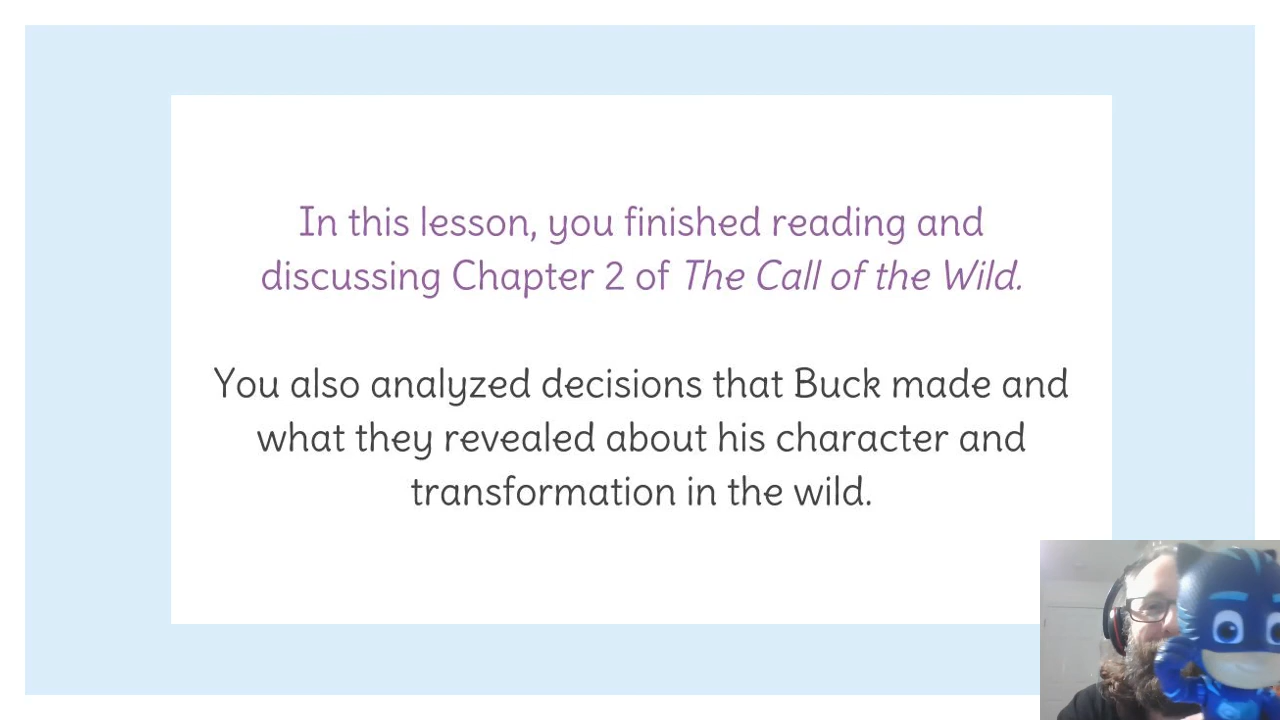 In this lesson, you finished reading and
discussing Chapter 2 of The Call of the Wild.
You also analyzed decisions that Buck made and
what they revealed about his character and
transformation in the wild.